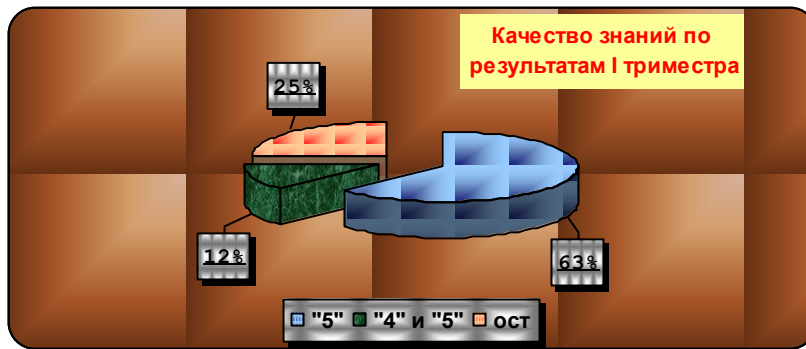 Качество знаний по
результатам I триместра
25%
12%
63%
"5" "4" и "5" ост